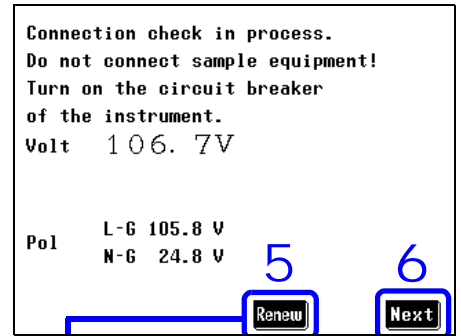 Connection check in process.
Do not connect sample equipment!
Turn on the circuit breaker
of the instrument.
Volt 106.7V
Pol
L-G 105.8 V
N-G 24.8 V
5 6
Renew Next